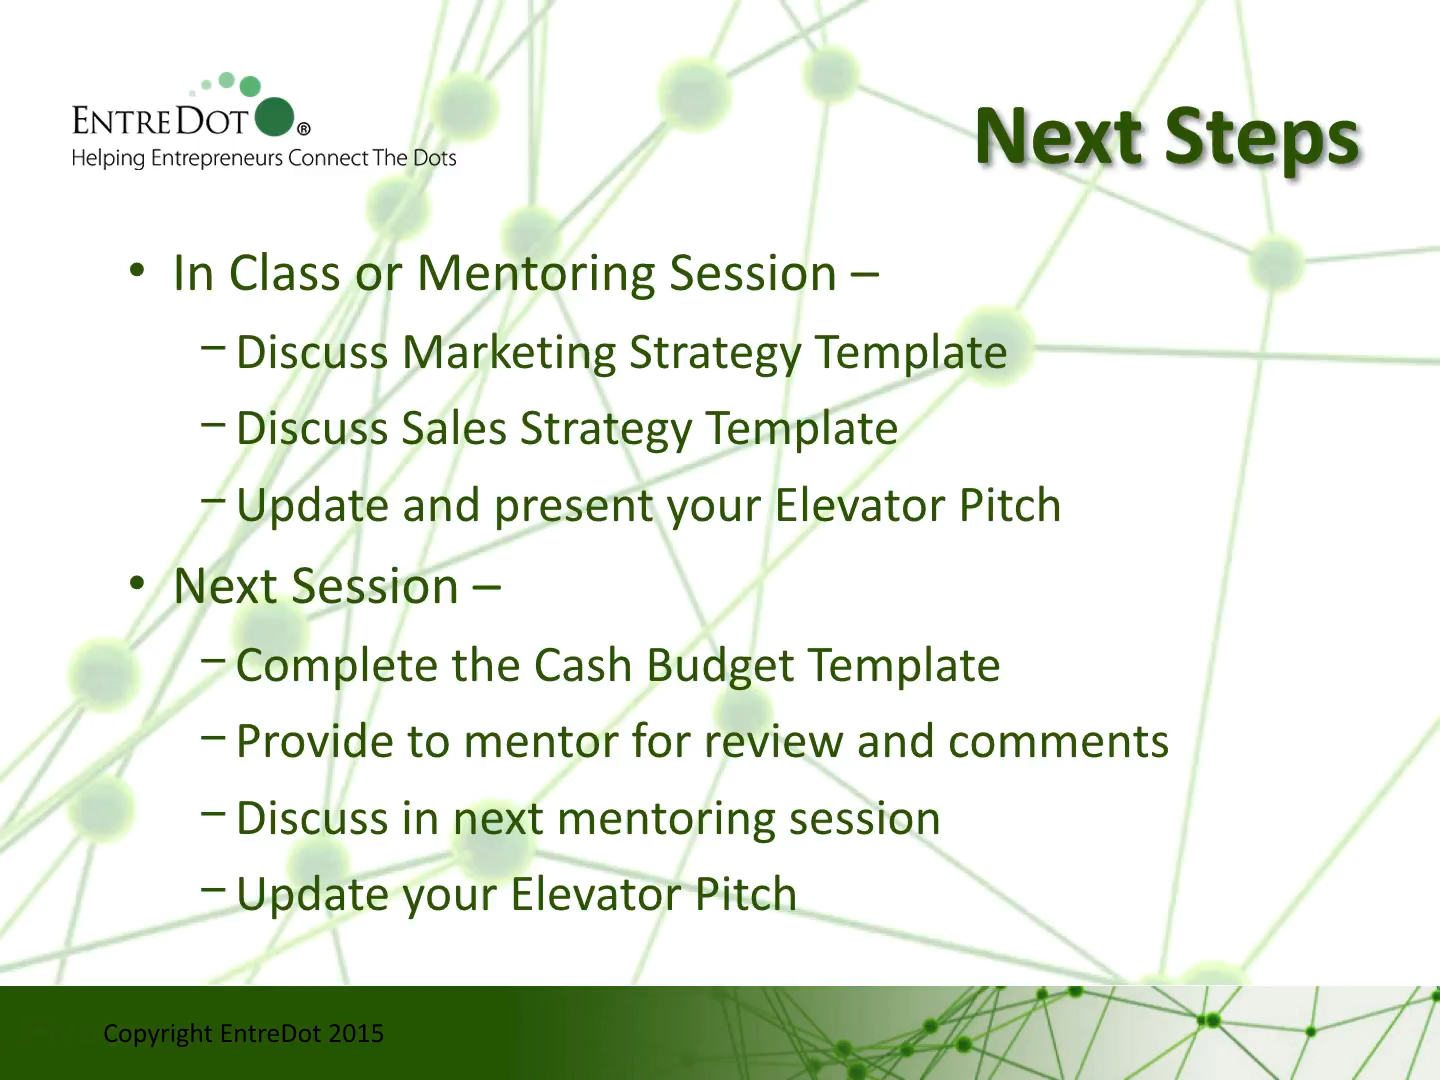 ENTREDOT®
Helping Entrepreneurs Connect The Dots
Next Steps
• In Class or Mentoring Session –
– Discuss Marketing Strategy Template
– Discuss Sales Strategy Template
– Update and present your Elevator Pitch
• Next Session –
– Complete the Cash Budget Template
– Provide to mentor for review and comments
– Discuss in next mentoring session
– Update your Elevator Pitch
Copyright EntreDot 2015